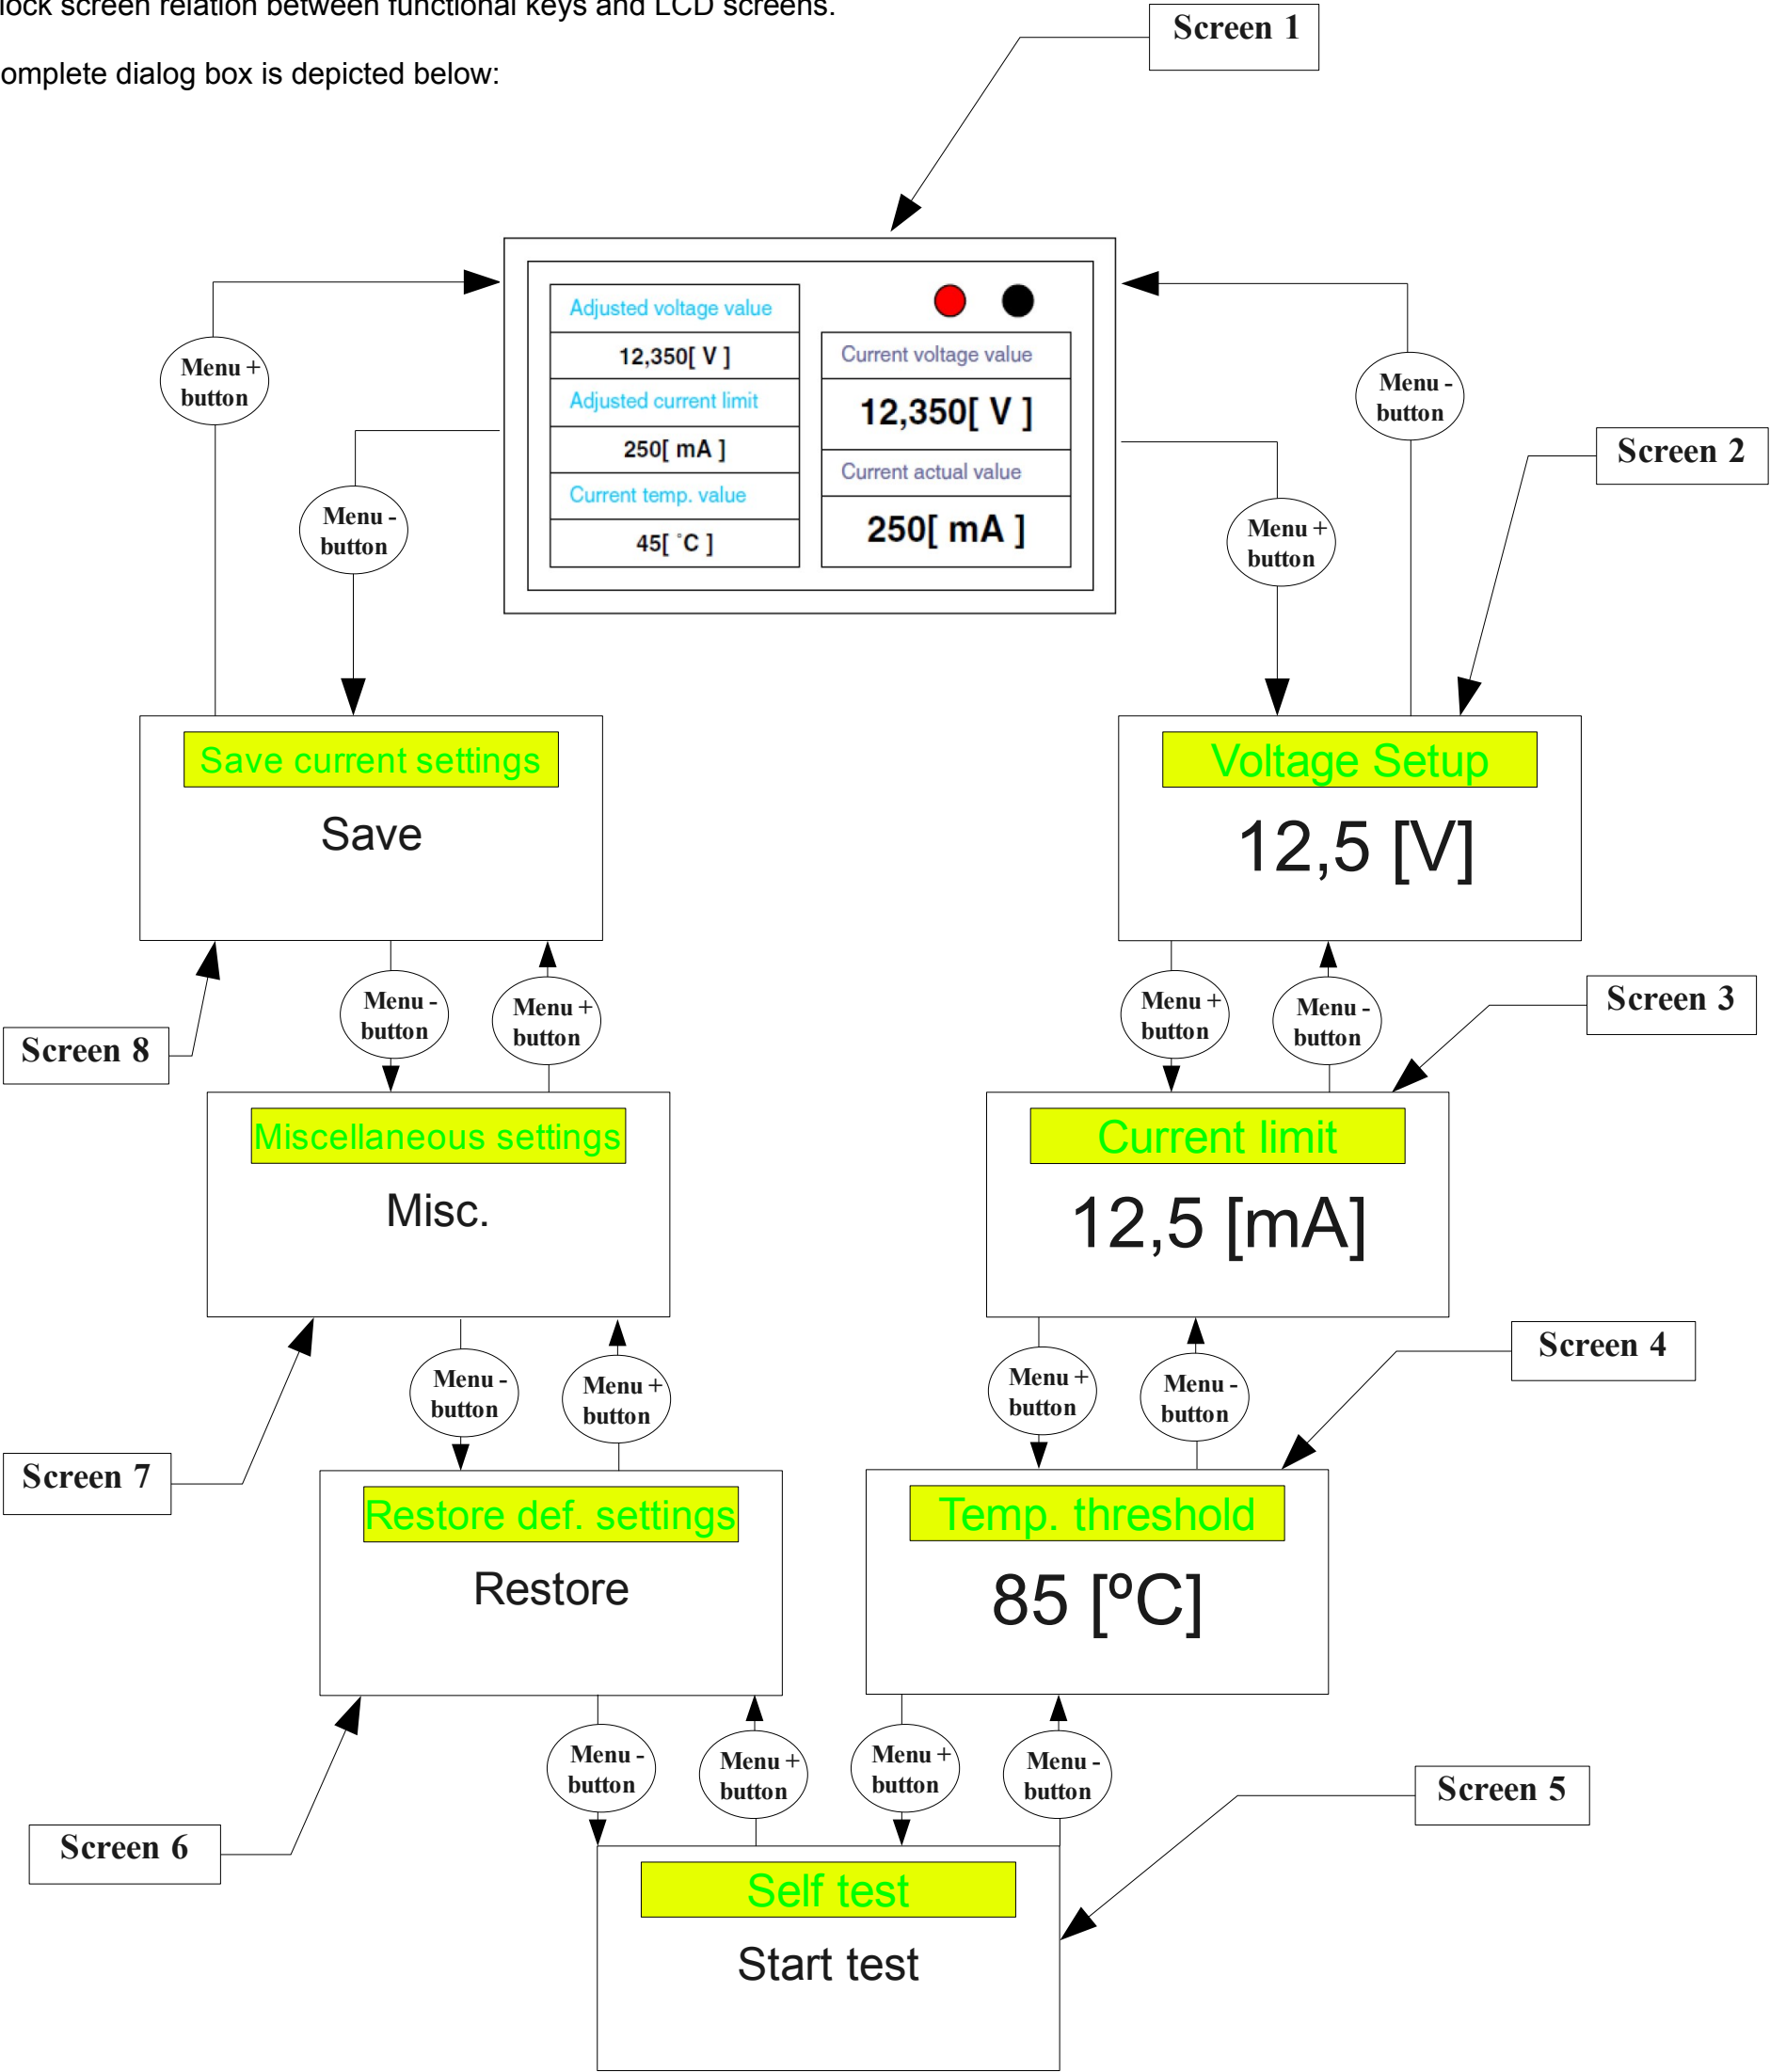 lock screen relation between functional keys and LCD screens.
omplete dialog box is depicted below:
Screen 1
Adjusted voltage value
12,350[ V ]
Adjusted current limit
250[ mA ]
Current temp. value
45[ °C ]
Current voltage value
12,350[ V ]
Current actual value
250[ mA ]
Menu +
button
Menu -
button
Menu -
button
Menu +
button
Screen 2
Save current settings
Save
Voltage Setup
12,5 [V]
Menu -
button
Menu +
button
Menu +
button
Menu -
button
Screen 3
Screen 8
Miscellaneous settings
Misc.
Current limit
12,5 [mA]
Menu -
button
Menu +
button
Menu +
button
Menu -
button
Screen 4
Screen 7
Restore def. settings
Restore
Temp. threshold
85 [ºC]
Menu -
button
Menu +
button
Menu +
button
Menu -
button
Screen 5
Screen 6
Self test
Start test